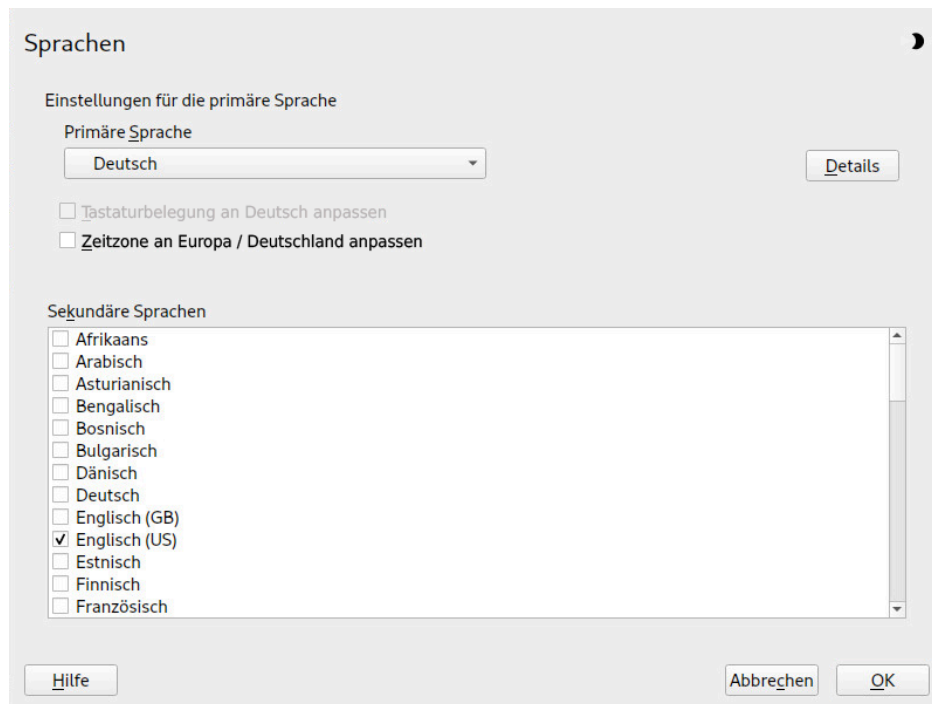 Sprachen
Einstellungen für die primäre Sprache
Primäre Sprache
Deutsch
Details
Tastaturbelegung an Deutsch anpassen
Zeitzone an Europa / Deutschland anpassen
Sekundäre Sprachen
Afrikaans
Arabisch
Asturianisch
Bengalisch
Bosnisch
Bulgarisch
Dänisch
Deutsch
Englisch (GB)
Englisch (US)
Estnisch
Finnisch
Französisch
Hilfe
Abbrechen
OK